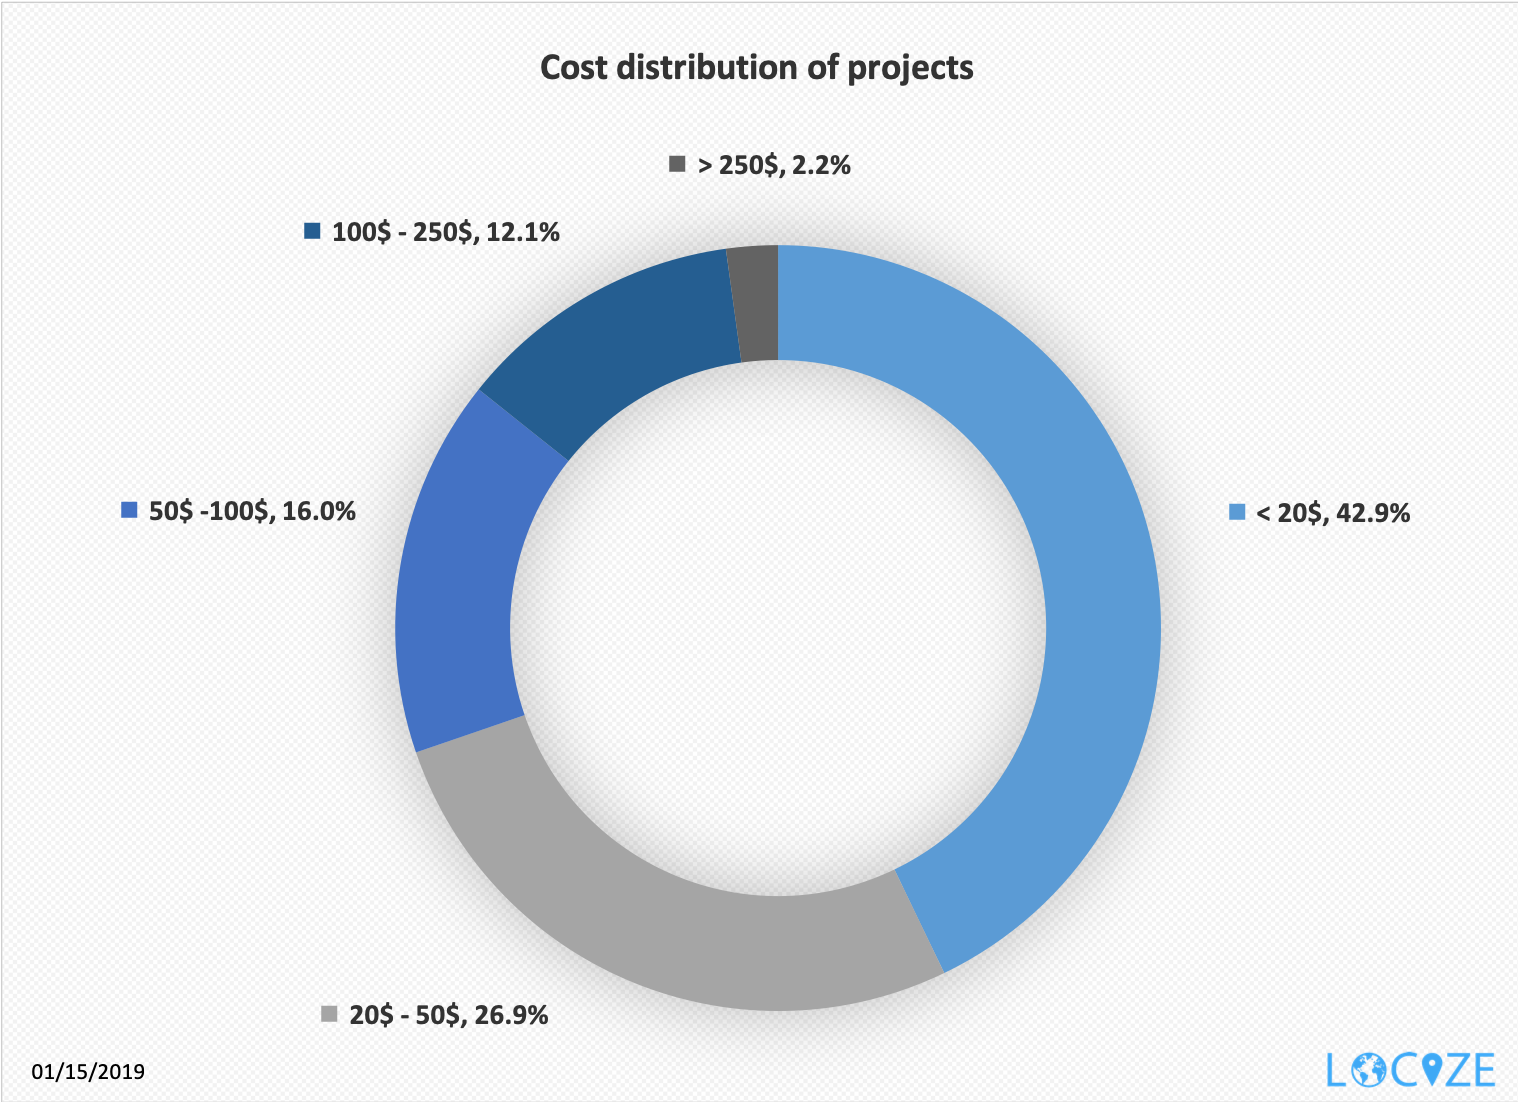 Cost distribution of projects
> 250$, 2.2%
100$ - 250$, 12.1%
50$ -100$, 16.0%
< 20$, 42.9%
20$ - 50$, 26.9%
01/15/2019
LOCIZE